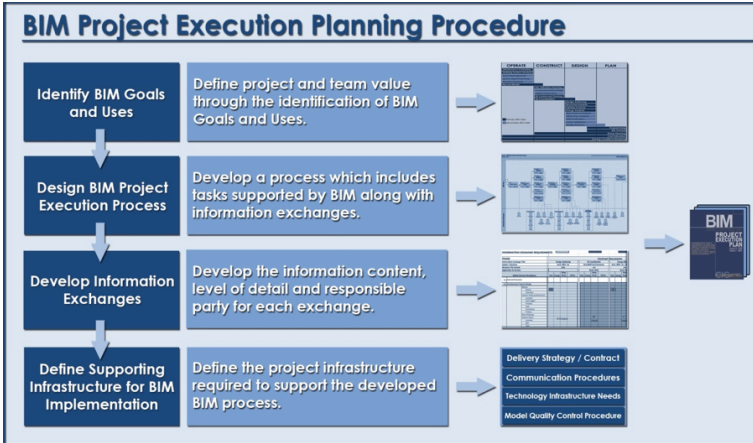 BIM Project Execution Planning Procedure
Identify BIM Goals
and Uses
Define project and team value
through the identification of BIM
Goals and Uses.
OPERATE CONSTRUCT DESIGN PLAN
Design BIM Project
Execution Process
Develop a process which includes
tasks supported by BIM along with
information exchanges.
BIM
PROJECT
EXECUTION
PLAN
Develop Information
Exchanges
Develop the information content,
level of detail and responsible
party for each exchange.
Define Supporting
Infrastructure for BIM
Implementation
Define the project infrastructure
required to support the developed
BIM process.
Delivery Strategy / Contract
Communication Procedures
Technology Infrastructure Needs
Model Quality Control Procedure